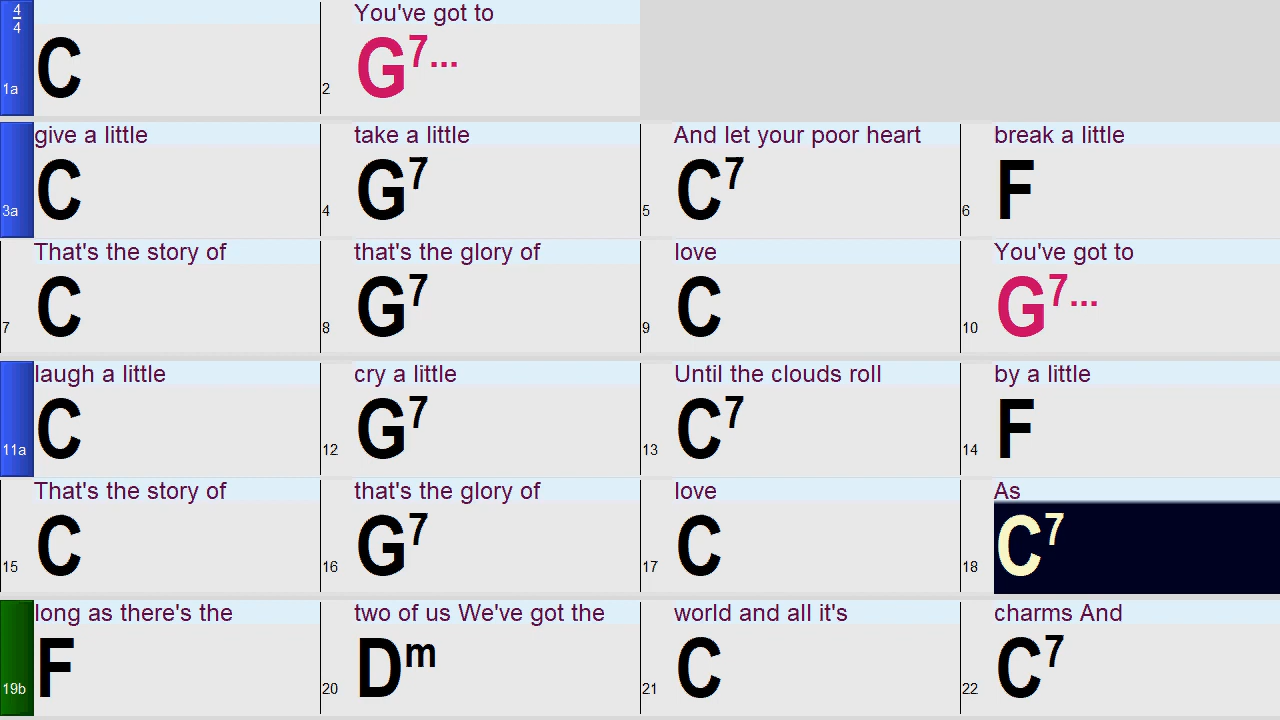 4
4
You've got to
1a C 2 G7...
give a little take a little And let your poor heart break a little
3a C 4 G7 5 C7 6 F
That's the story of that's the glory of love You've got to
7 C 8 G7 9 C 10 G7...
laugh a little cry a little Until the clouds roll by a little
11a C 12 G7 13 C7 14 F
That's the story of that's the glory of love As
15 C 16 G7 17 C 18 C7
long as there's the two of us We've got the world and all it's charms And
19b F 20 Dm 21 C 22 C7